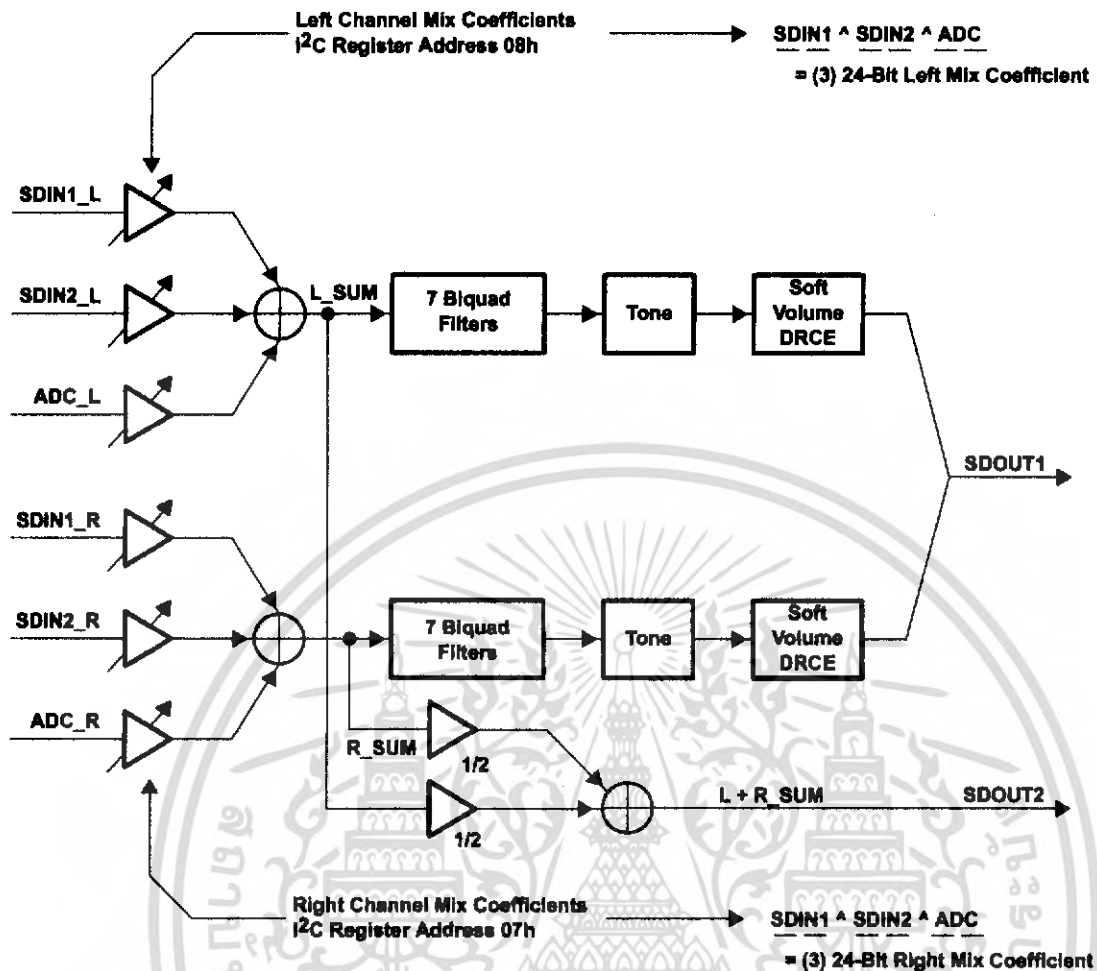 Left Channel Mix Coefficients
I2C Register Address 08h
SDIN1 ^ SDIN2 ^ ADC
= (3) 24-Bit Left Mix Coefficient
SDIN1_L
SDIN2_L
ADC_L
L_SUM
7 Biquad
Filters
Tone
Soft
Volume
DRCE
SDOUT1
SDIN1_R
SDIN2_R
ADC_R
7 Biquad
Filters
Tone
Soft
Volume
DRCE
R_SUM
1/2
1/2
L + R_SUM
SDOUT2
Right Channel Mix Coefficients
I2C Register Address 07h
SDIN1 ^ SDIN2 ^ ADC
= (3) 24-Bit Right Mix Coefficient